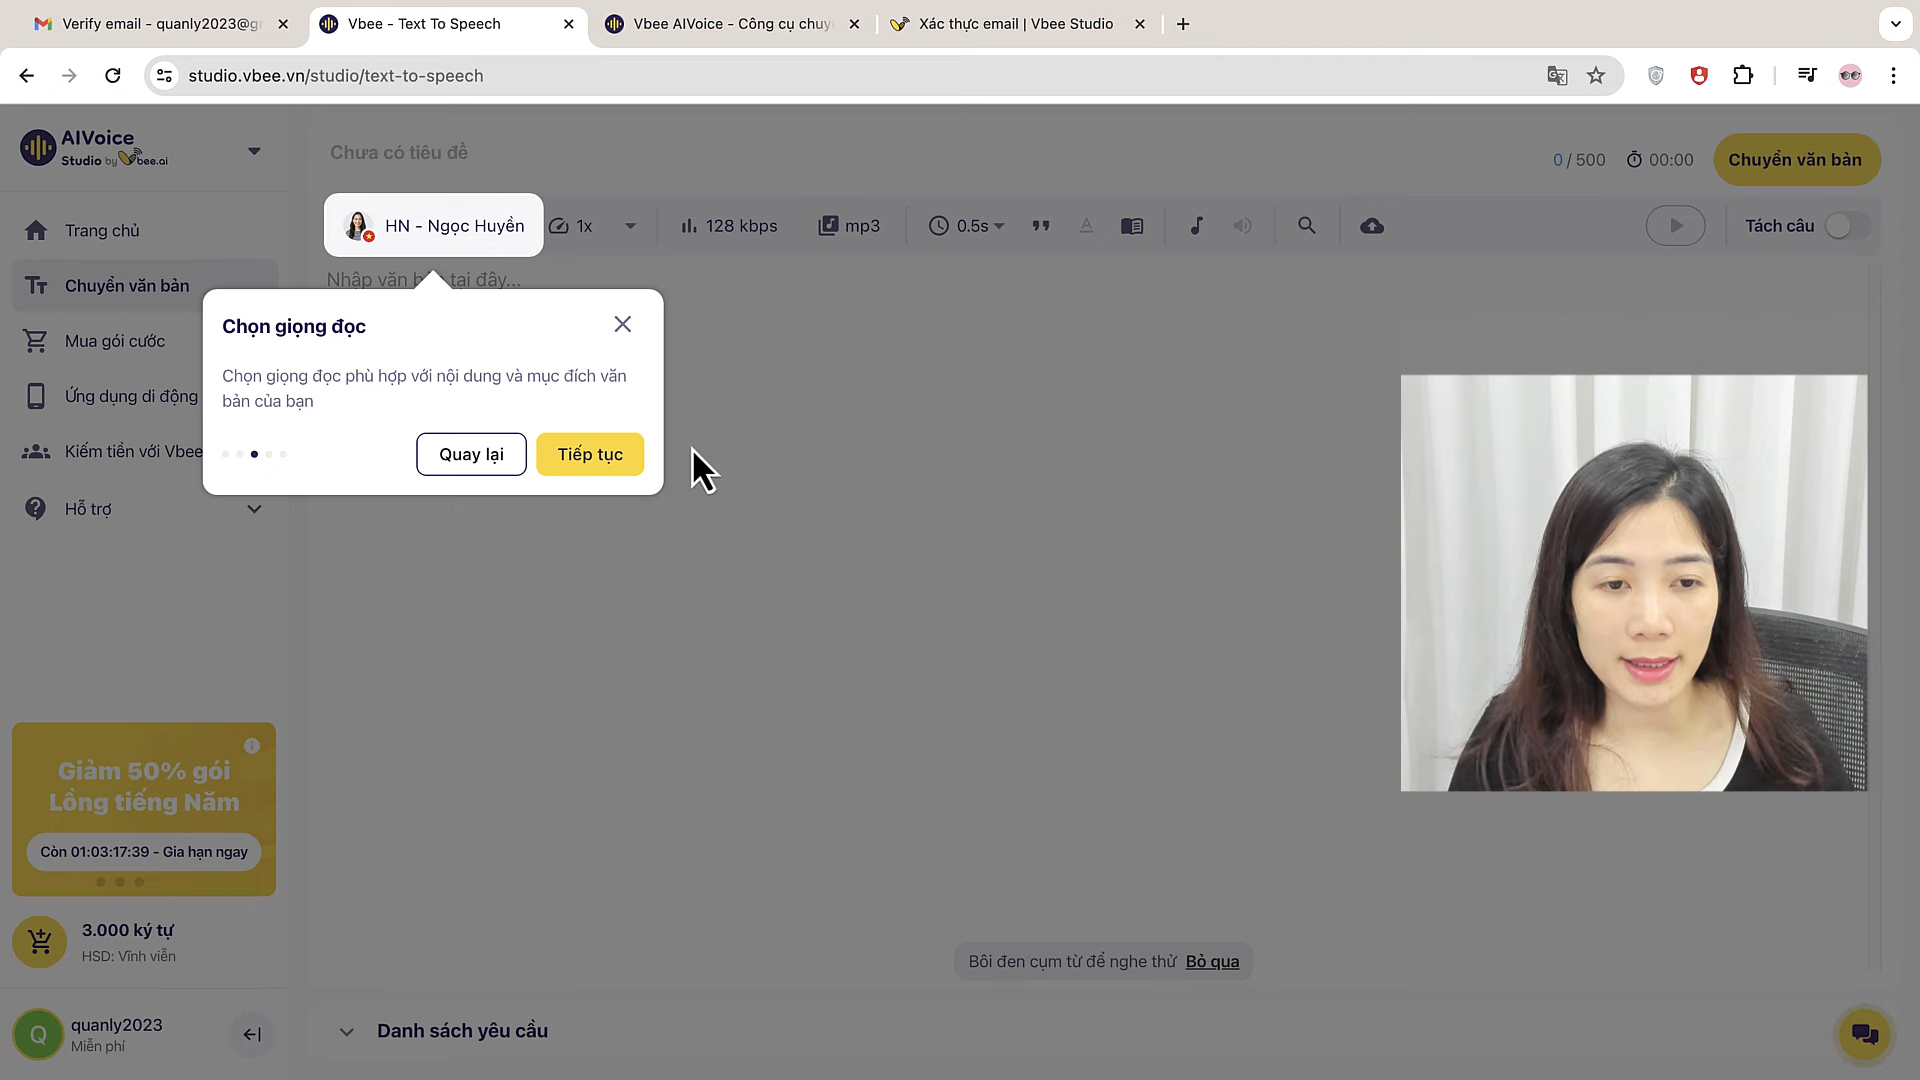 Verify email - quanly2023@g
Vbee - Text To Speech
Vbee AIVoice - Công cụ chuy
Xác thực email | Vbee Studio
studio.vbee.vn/studio/text-to-speech
AIVoice
Studio by Vbee.ai
Chưa có tiêu đề
0 / 500
00:00
Chuyển văn bản
HN - Ngọc Huyền
1x
128 kbps
mp3
0.5s
Tách câu
Trang chủ
Chuyển văn bản
Mua gói cước
Ứng dụng di động
Kiếm tiền với Vbee
Hỗ trợ
Nhập văn b tại đây...
Chọn giọng đọc
Chọn giọng đọc phù hợp với nội dung và mục đích văn
bản của bạn
Quay lại
Tiếp tục
Giảm 50% gói
Lồng tiếng Năm
Còn 01:03:17:39 - Gia hạn ngay
3.000 ký tự
HSD: Vĩnh viễn
Bôi đen cụm từ để nghe thử Bỏ qua
Q
quanly2023
Miễn phí
Danh sách yêu cầu